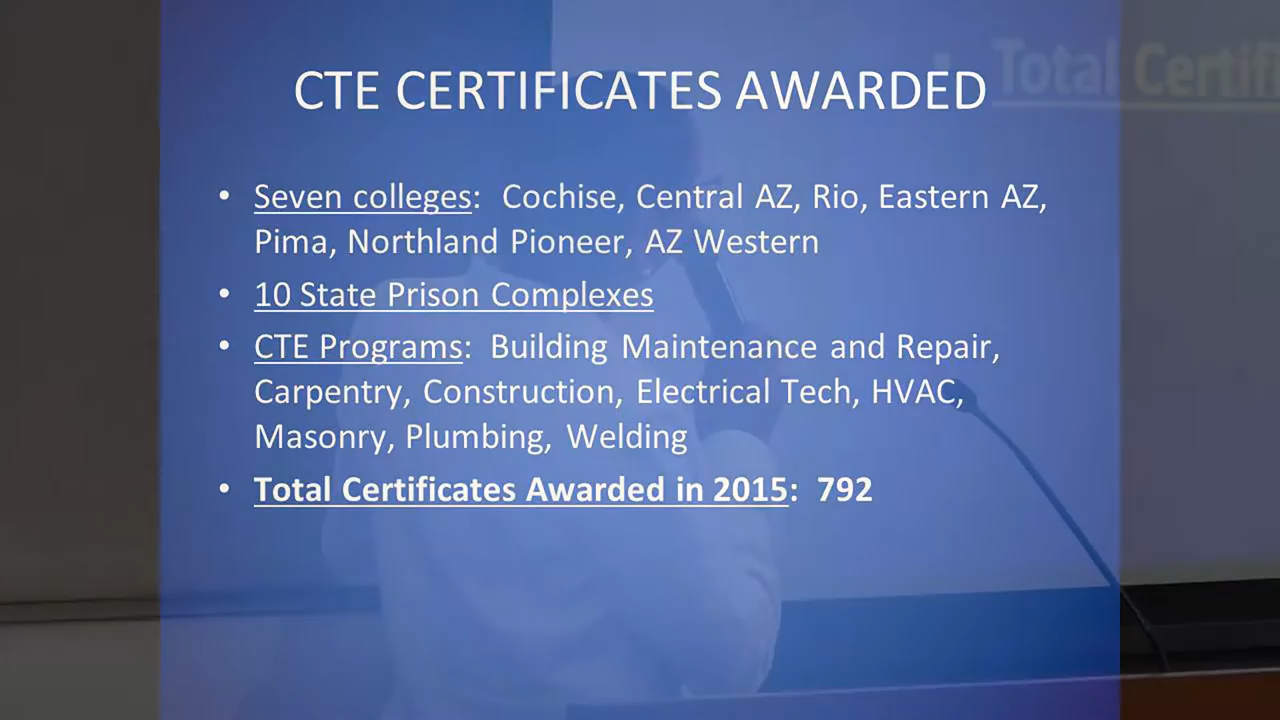 CTE CERTIFICATES AWARDED
Total Certifi
• Seven colleges: Cochise, Central AZ, Rio, Eastern AZ,
Pima, Northland Pioneer, AZ Western
• 10 State Prison Complexes
• CTE Programs: Building Maintenance and Repair,
Carpentry, Construction, Electrical Tech, HVAC,
Masonry, Plumbing, Welding
• Total Certificates Awarded in 2015: 792